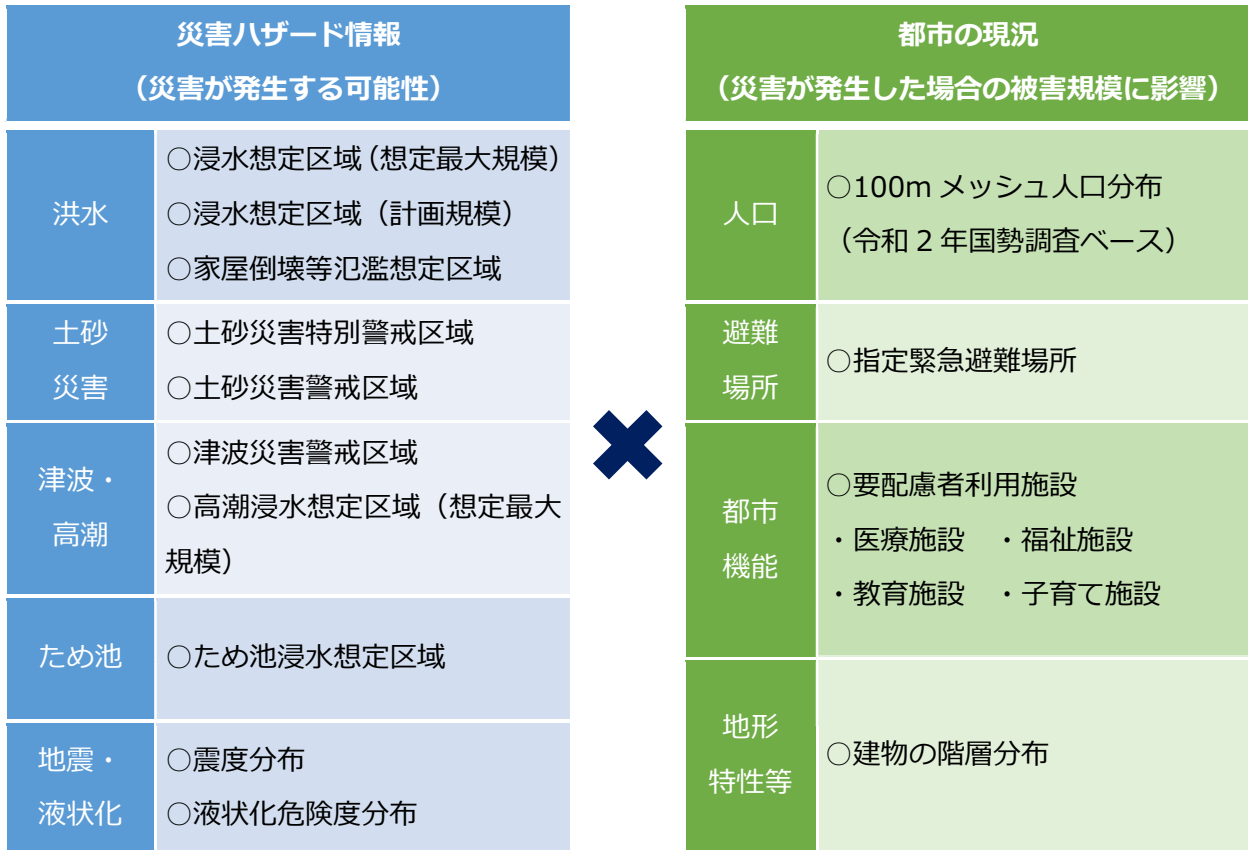 災害ハザード情報
（災害が発生する可能性）
洪水
○浸水想定区域（想定最大規模）
○浸水想定区域（計画規模）
○家屋倒壊等氾濫想定区域
土砂
災害
○土砂災害特別警戒区域
○土砂災害警戒区域
津波・
高潮
○津波災害警戒区域
○高潮浸水想定区域（想定最大
規模）
ため池
○ため池浸水想定区域
地震・
液状化
○震度分布
○液状化危険度分布
都市の現況
（災害が発生した場合の被害規模に影響）
人口
○100m メッシュ人口分布
（令和 2 年国勢調査ベース）
避難
場所
○指定緊急避難場所
都市
機能
○要配慮者利用施設
・医療施設　・福祉施設
・教育施設　・子育て施設
地形
特性等
○建物の階層分布